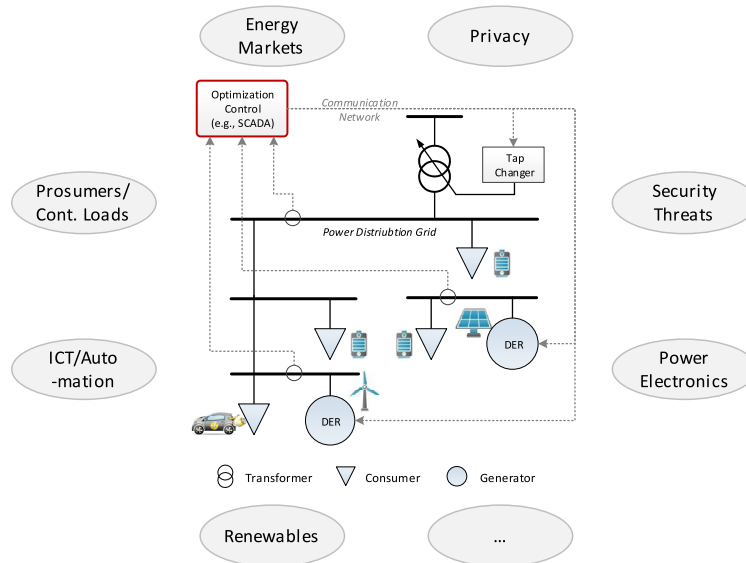 Energy
Markets
Privacy
Optimization
Control
(e.g., SCADA)
Communication
Network
Tap
Changer
Prosumers/
Cont. Loads
Security
Threats
Power Distriubtion Grid
DER
ICT/Auto
-mation
Power
Electronics
DER
Transformer
Consumer
Generator
Renewables
...